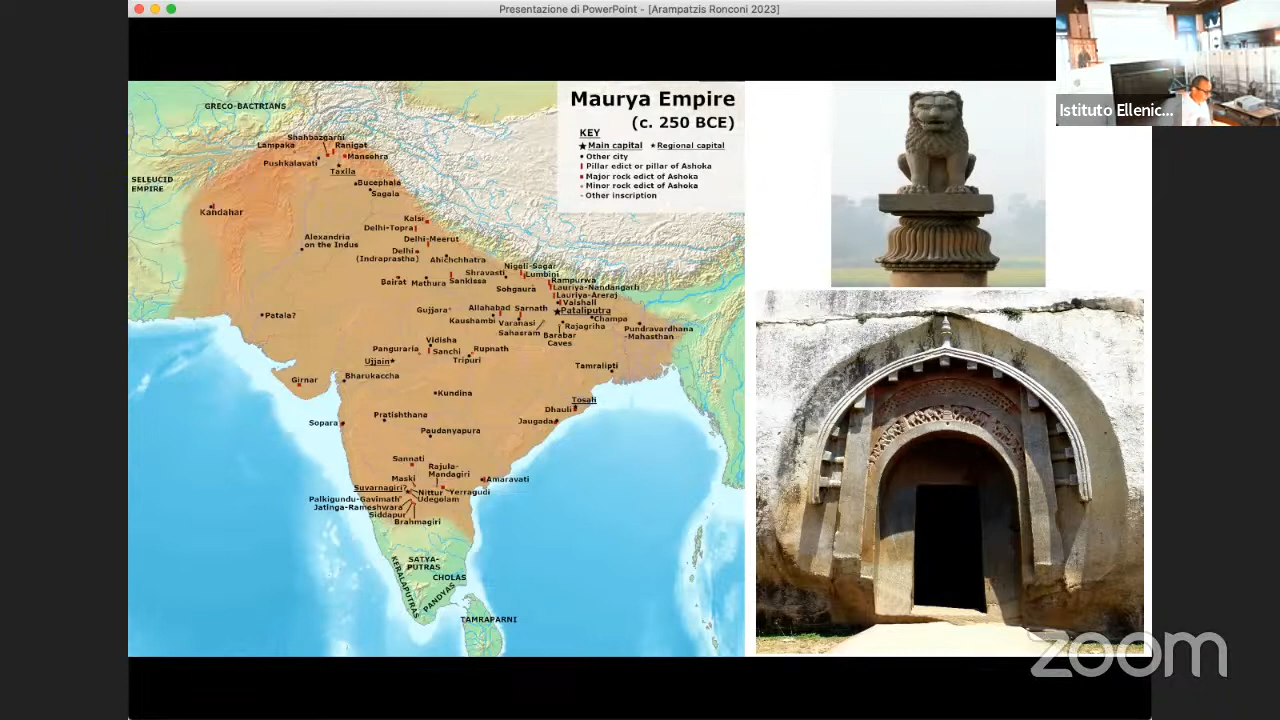 Presentazione di PowerPoint - [Arampatzis Ronconi 2023]
Istituto Ellenic...
Maurya Empire
(c. 250 BCE)
KEY
Main capital
Regional capital
Other city
Pillar edict or pillar of Ashoka
Major rock edict of Ashoka
Minor rock edict of Ashoka
Other inscription
GRECO-BACTRIANS
Shahbazgarhi
Lampaka
Ranigat
Mansehra
Pushkalavati
Taxila
SELEUCID
EMPIRE
Bucephala
Sagala
Kandahar
Kalsi
Delhi-Topra
Alexandria
on the Indus
Delhi-Meerut
Delhi
(Indraprastha)
Ahichchhatra
Nigoli-Sagar
Shravasti
Lumbini
Bairat
Mathura
Sankissa
Rampurwa
Sohgaura
Lauriya-Nandangarh
Lauriya-Areraj
Vaishali
Gujjara
Allahabad
Sarnath
Pataliputra
Patala?
Kaushambi
Varanasi
Champa
Sahasram
Rajagriha
Pundravardhana
-Mahasthan
Barabar
Caves
Vidisha
Panguraria
Sanchi
Rupnath
Ujjain
Tripuri
Tamralipti
Girnar
Bharukaccha
Kundina
Tosali
Dhauli
Pratishthana
Jaugada
Sopara
Paudanyapura
Sannati
Rajula-
Mandagiri
Maski
Amaravati
Suvarnagiri?
Nittur
Yerragudi
Palkigundu-Gavimath
Udegolam
Jatinga-Rameshwara
Siddapur
Brahmagiri
SATYA-
PUTRAS
KERALAPUTRAS
CHOLAS
PANDYAS
TAMRAPARNI
zoom